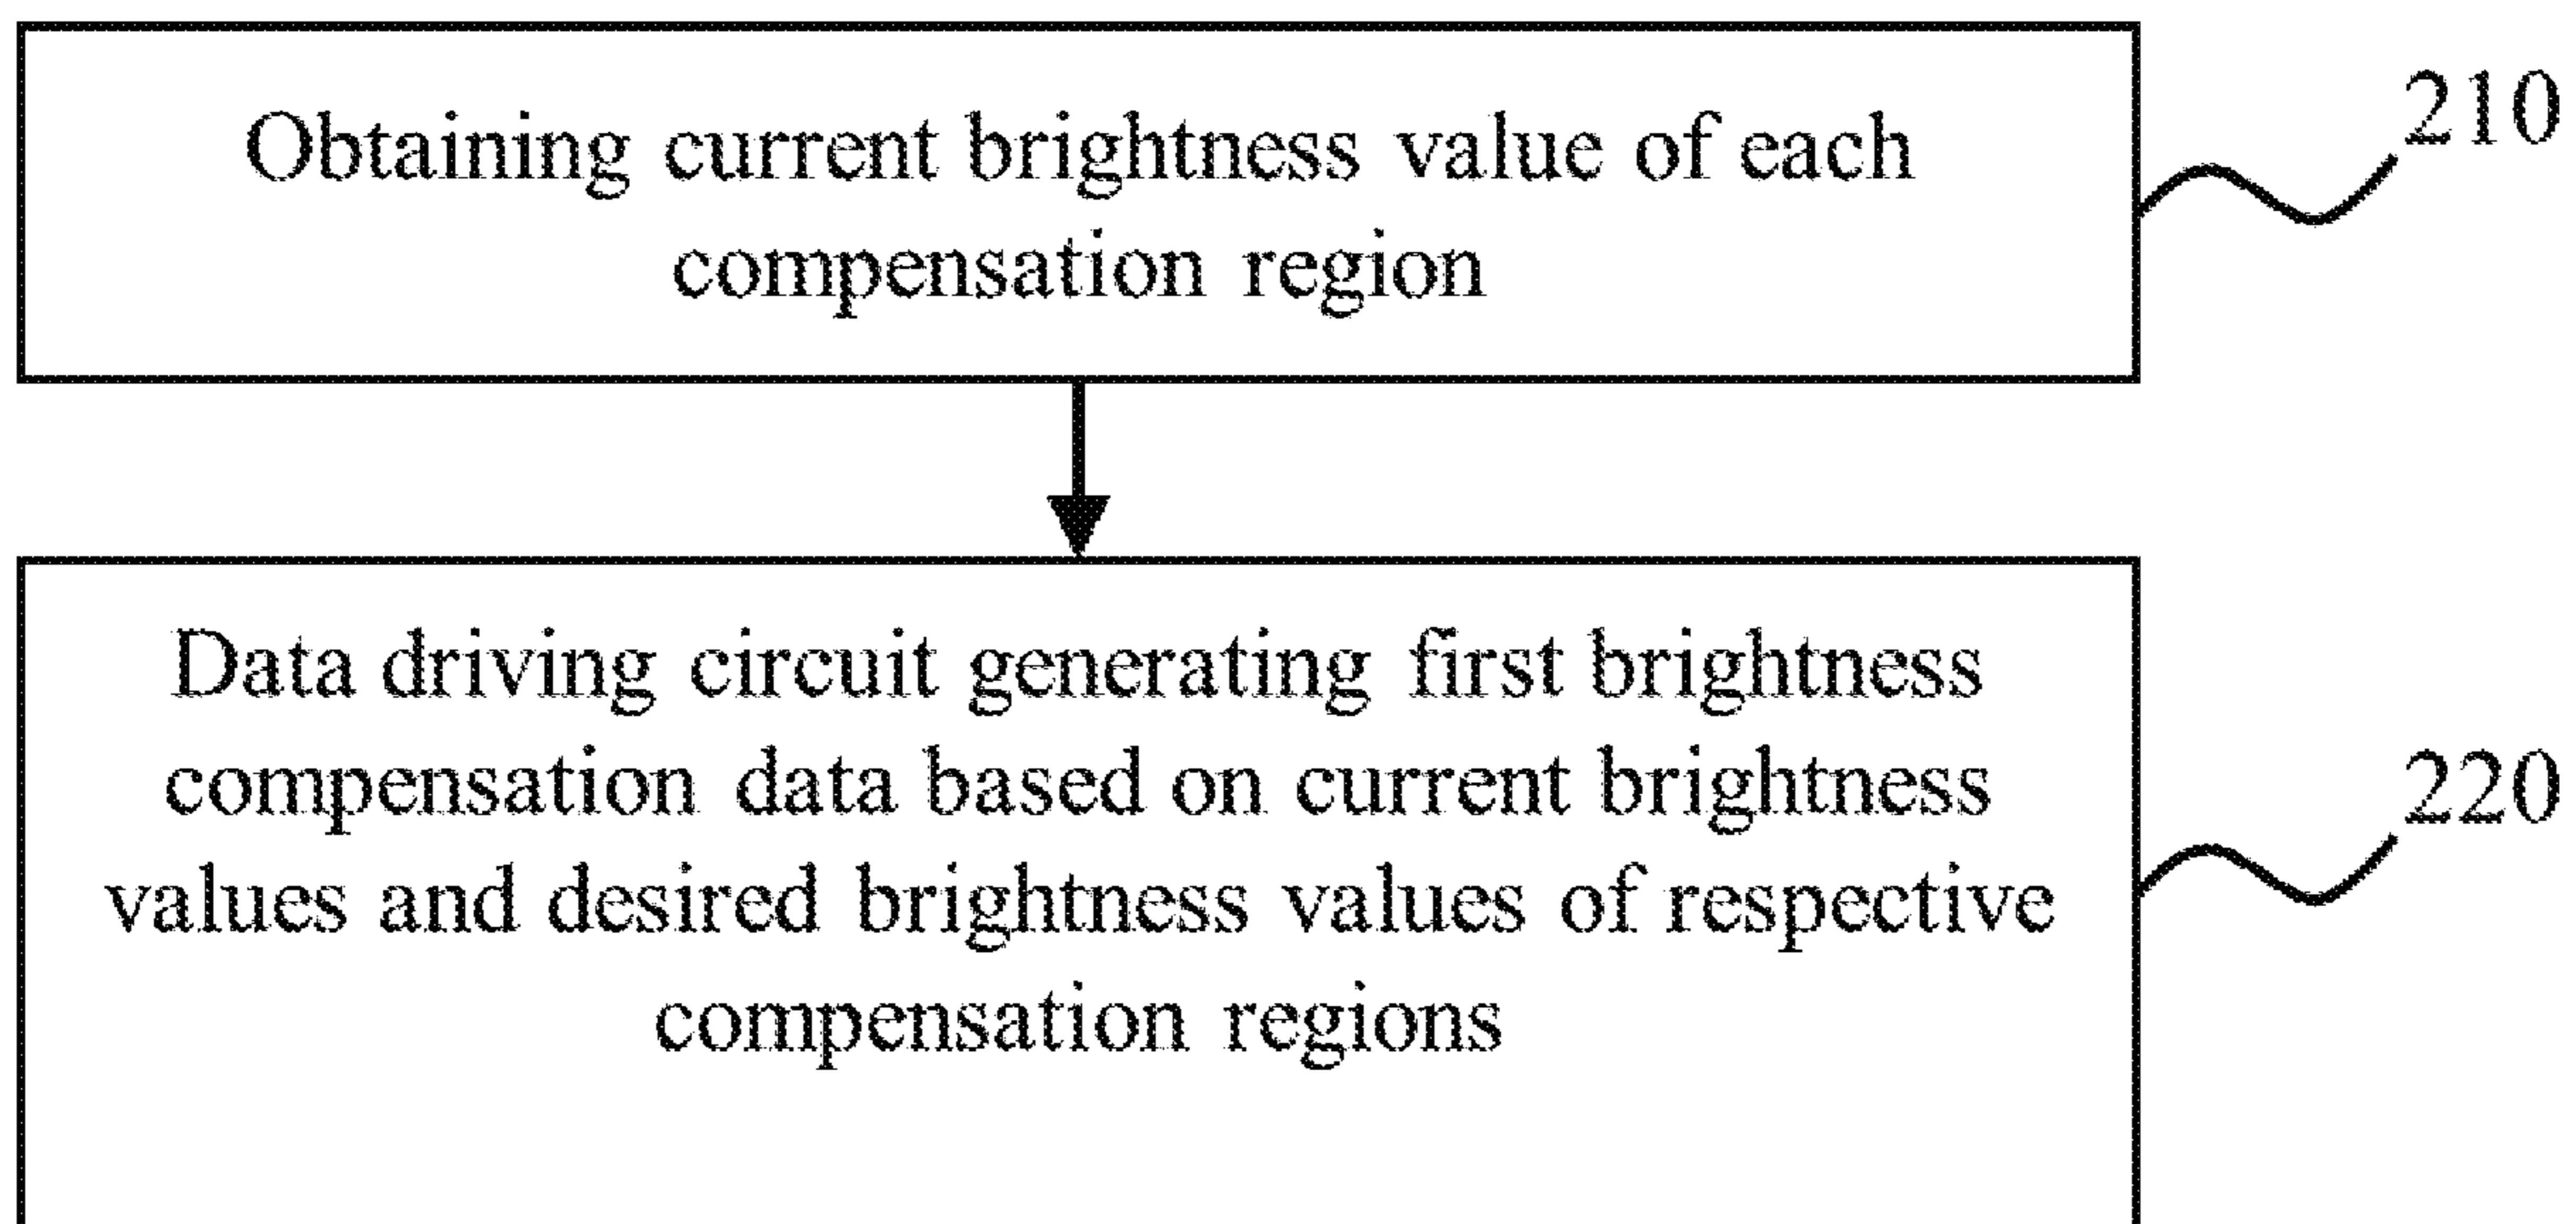 Obtaining current brightness value of each
compensation region
210
Data driving circuit generating first brightness
compensation data based on current brightness
values and desired brightness values of respective
compensation regions
220